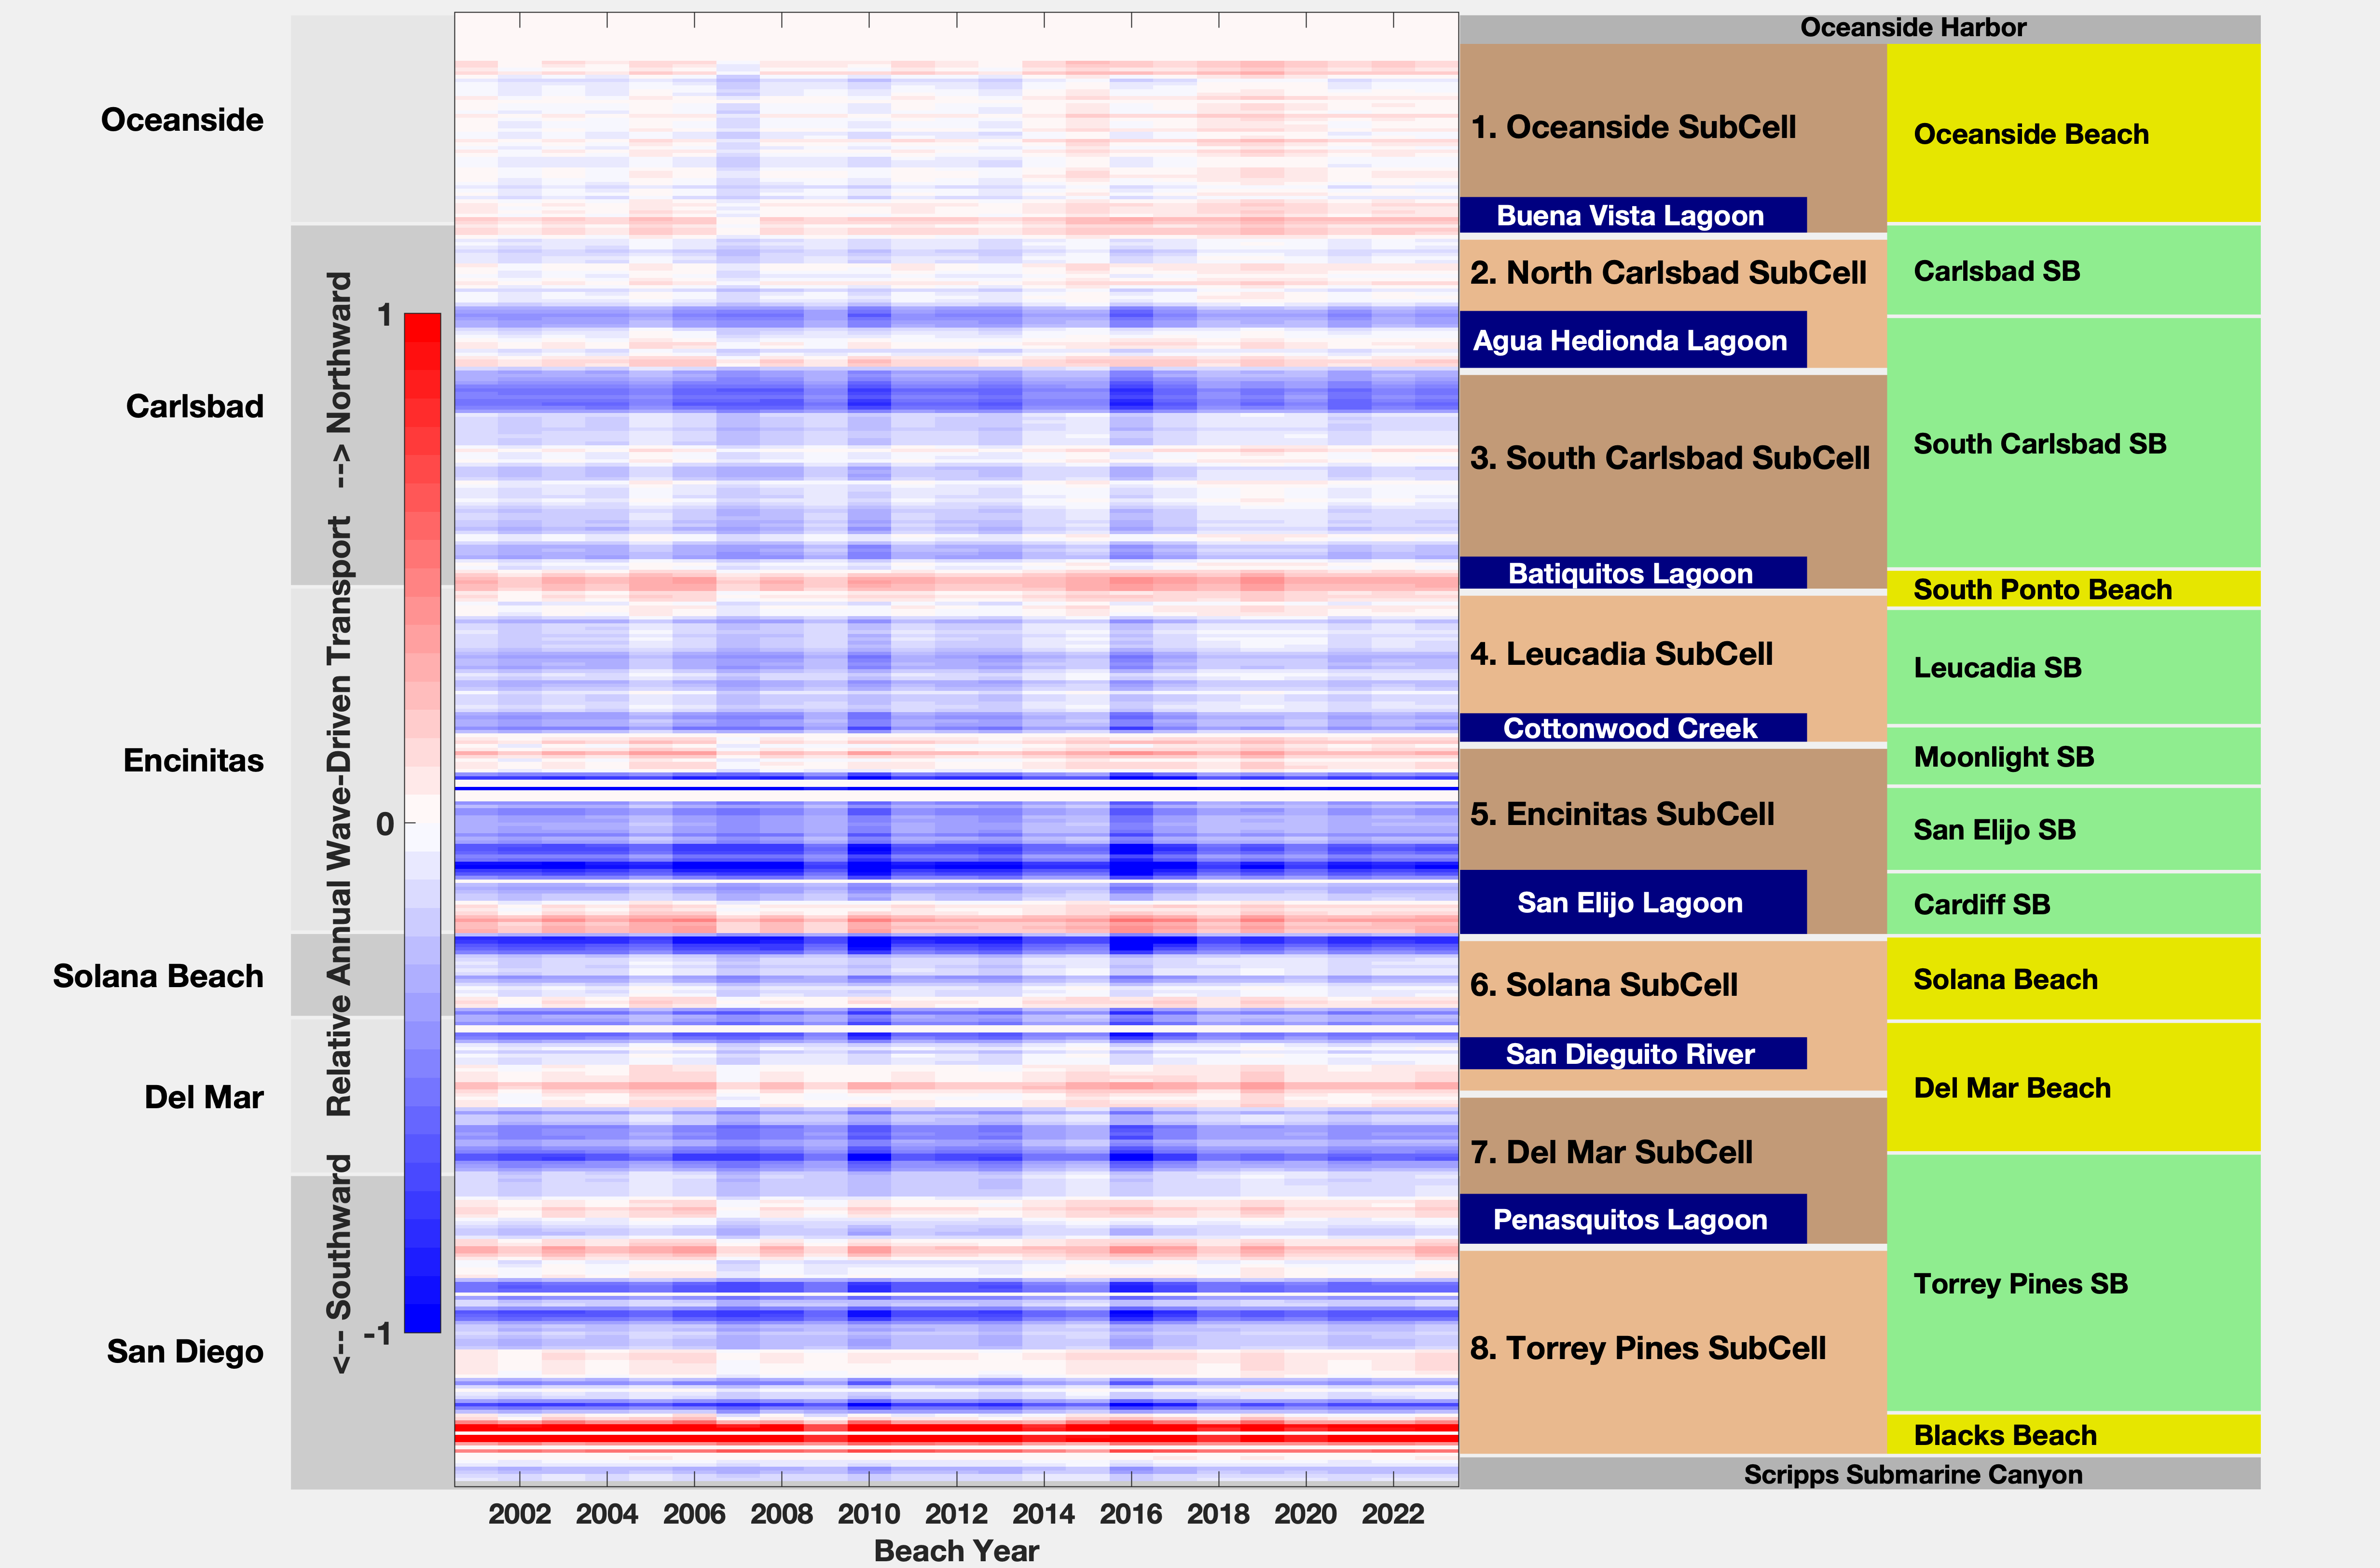 Oceanside
Carlsbad
Encinitas
Solana Beach
Del Mar
San Diego
<--- Southward Relative Annual Wave-Driven Transport ---> Northward
1
0
-1
2002 2004 2006 2008 2010 2012 2014 2016 2018 2020 2022
Beach Year
Oceanside Harbor
1. Oceanside SubCell
Buena Vista Lagoon
2. North Carlsbad SubCell
Agua Hedionda Lagoon
3. South Carlsbad SubCell
Batiquitos Lagoon
4. Leucadia SubCell
Cottonwood Creek
5. Encinitas SubCell
San Elijo Lagoon
6. Solana SubCell
San Dieguito River
7. Del Mar SubCell
Penasquitos Lagoon
8. Torrey Pines SubCell
Oceanside Beach
Carlsbad SB
South Carlsbad SB
South Ponto Beach
Leucadia SB
Moonlight SB
San Elijo SB
Cardiff SB
Solana Beach
Del Mar Beach
Torrey Pines SB
Blacks Beach
Scripps Submarine Canyon